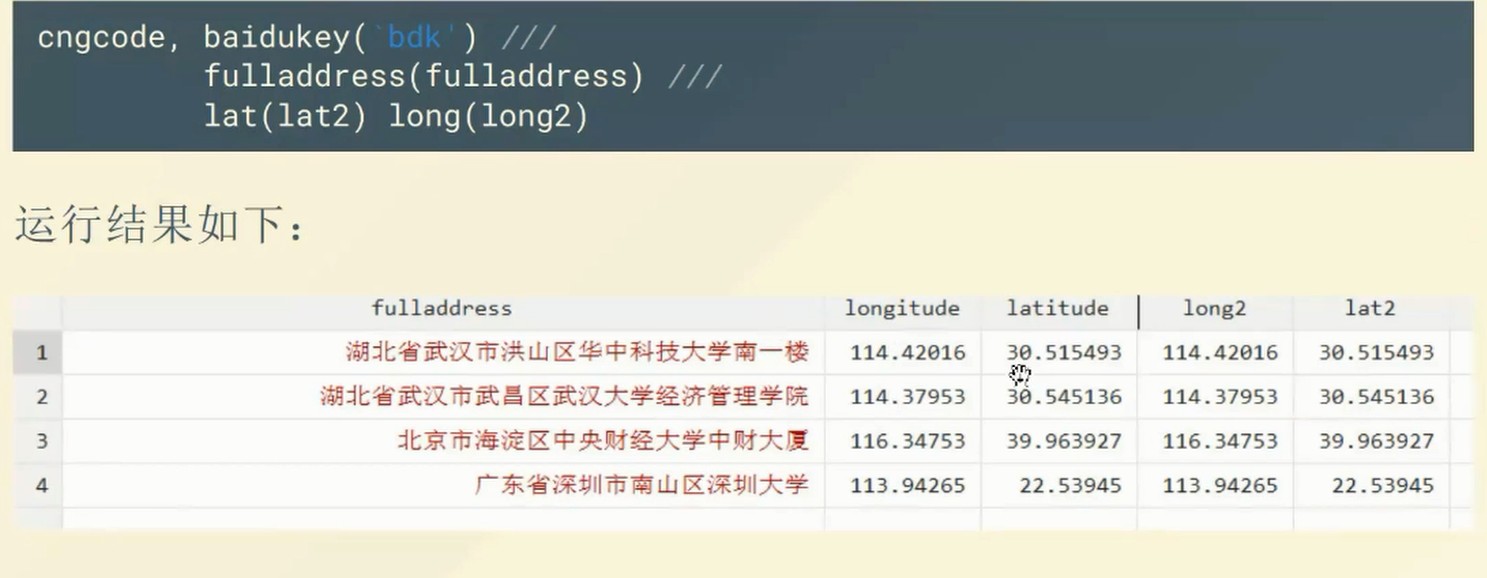 cngcode, baidukey(`bdk') ///
fulladdress(fulladdress) ///
lat(lat2) long(long2)
运行结果如下：
fulladdress longitude latitude long2 lat2
1 湖北省武汉市洪山区华中科技大学南一楼 114.42016 30.515493 114.42016 30.515493
2 湖北省武汉市武昌区武汉大学经济管理学院 114.37953 30.545136 114.37953 30.545136
3 北京市海淀区中央财经大学中财大厦 116.34753 39.963927 116.34753 39.963927
4 广东省深圳市南山区深圳大学 113.94265 22.53945 113.94265 22.53945